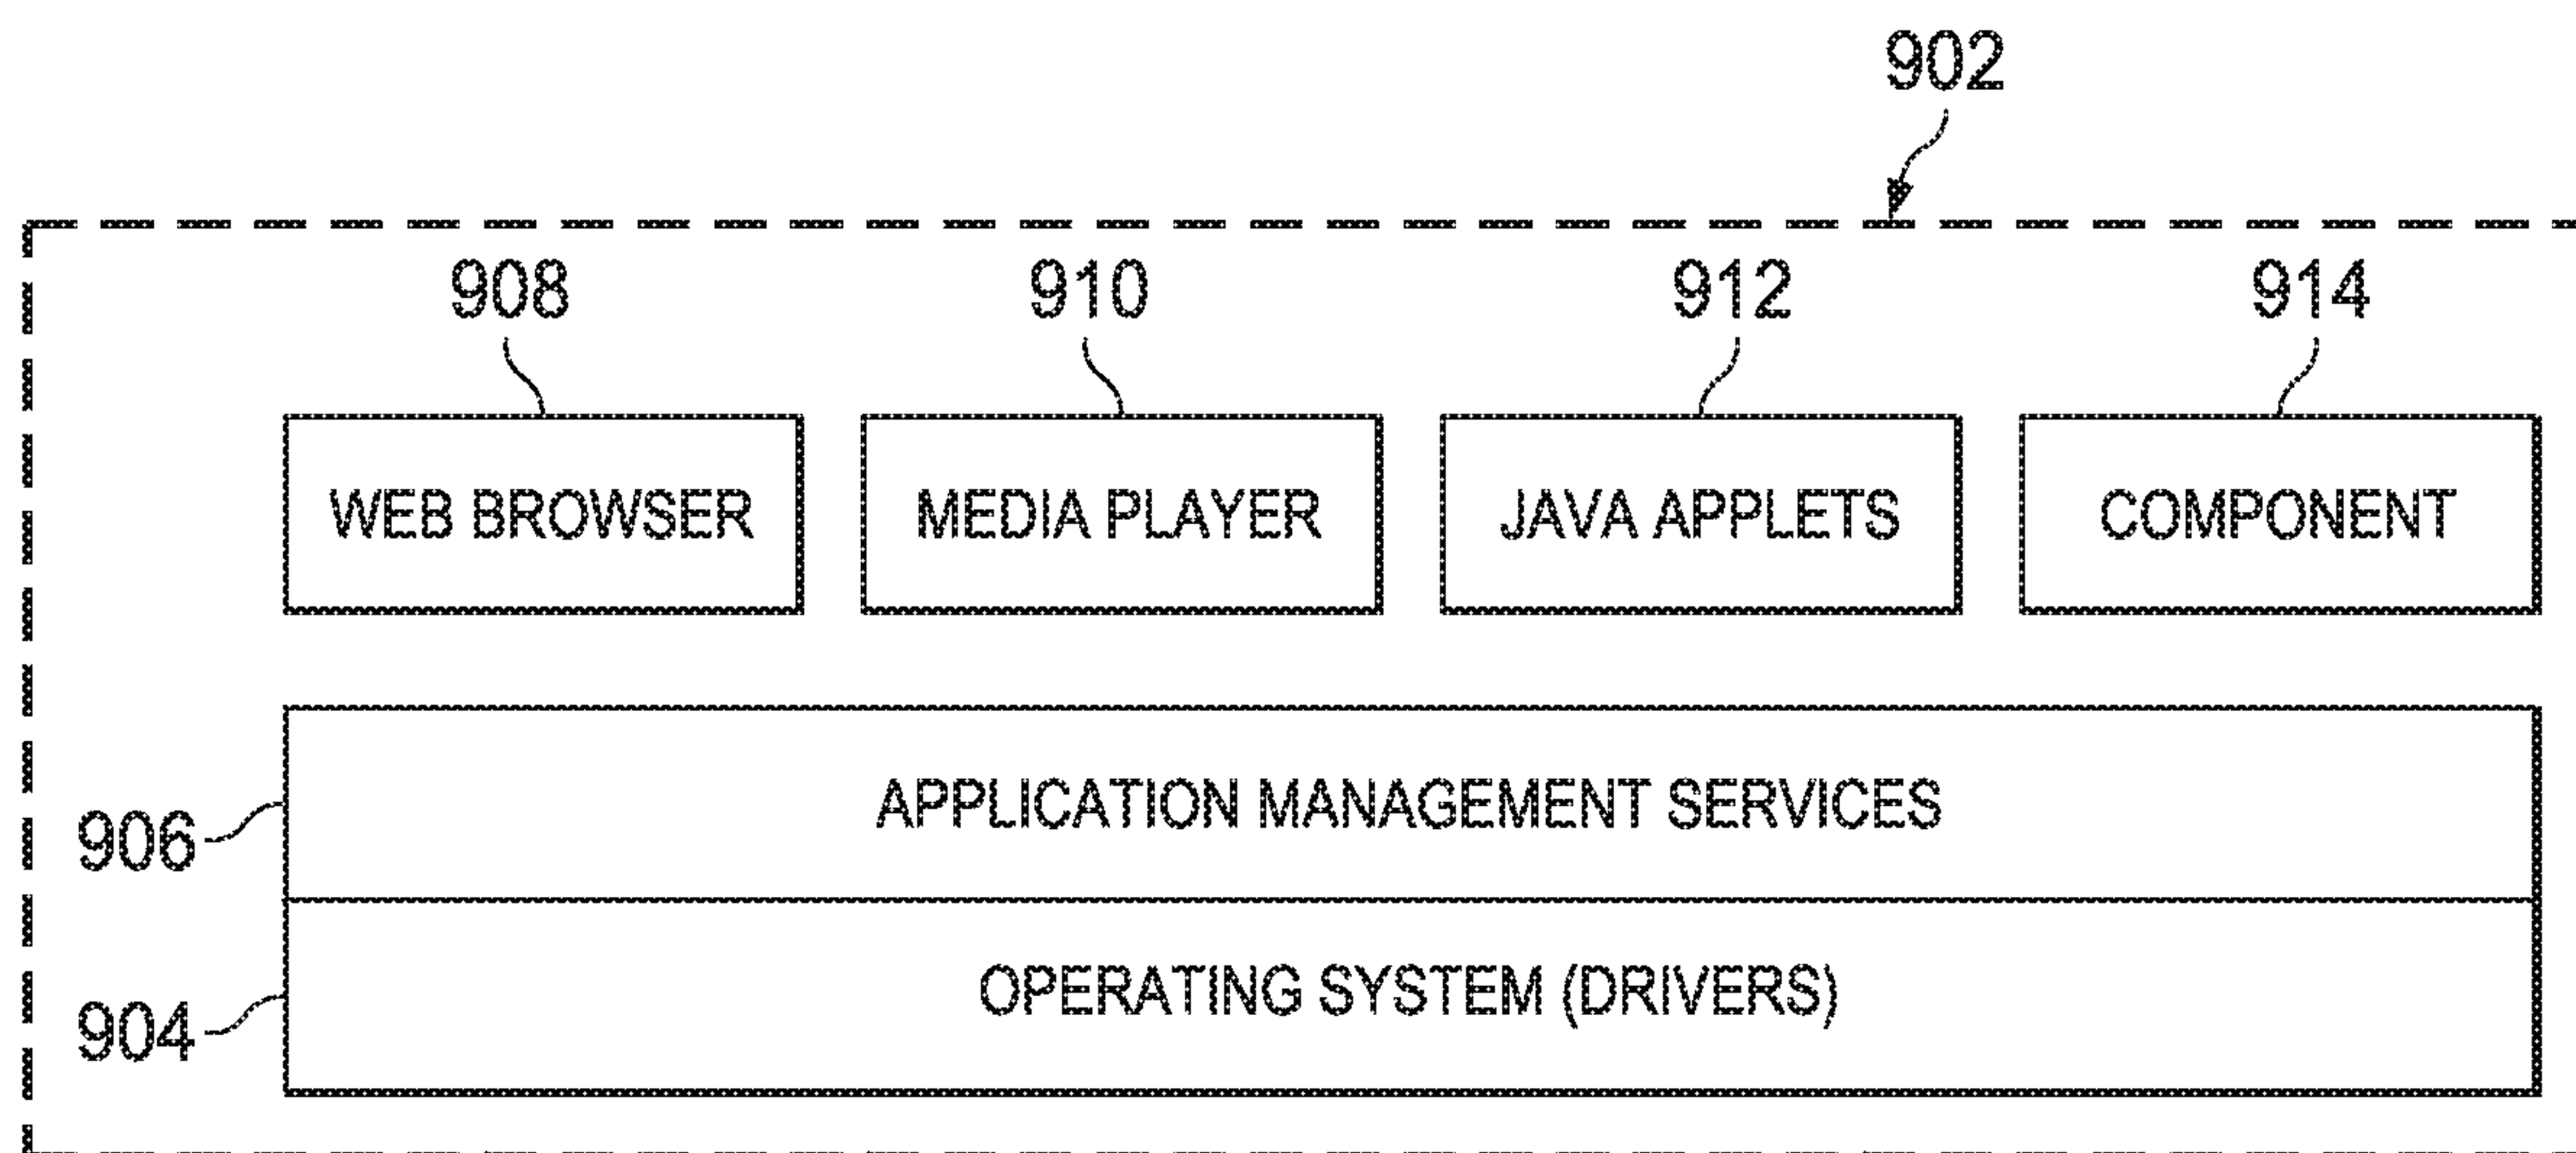 902
908 910 912 914
WEB BROWSER MEDIA PLAYER JAVA APPLETS COMPONENT
APPLICATION MANAGEMENT SERVICES
906
OPERATING SYSTEM (DRIVERS)
904